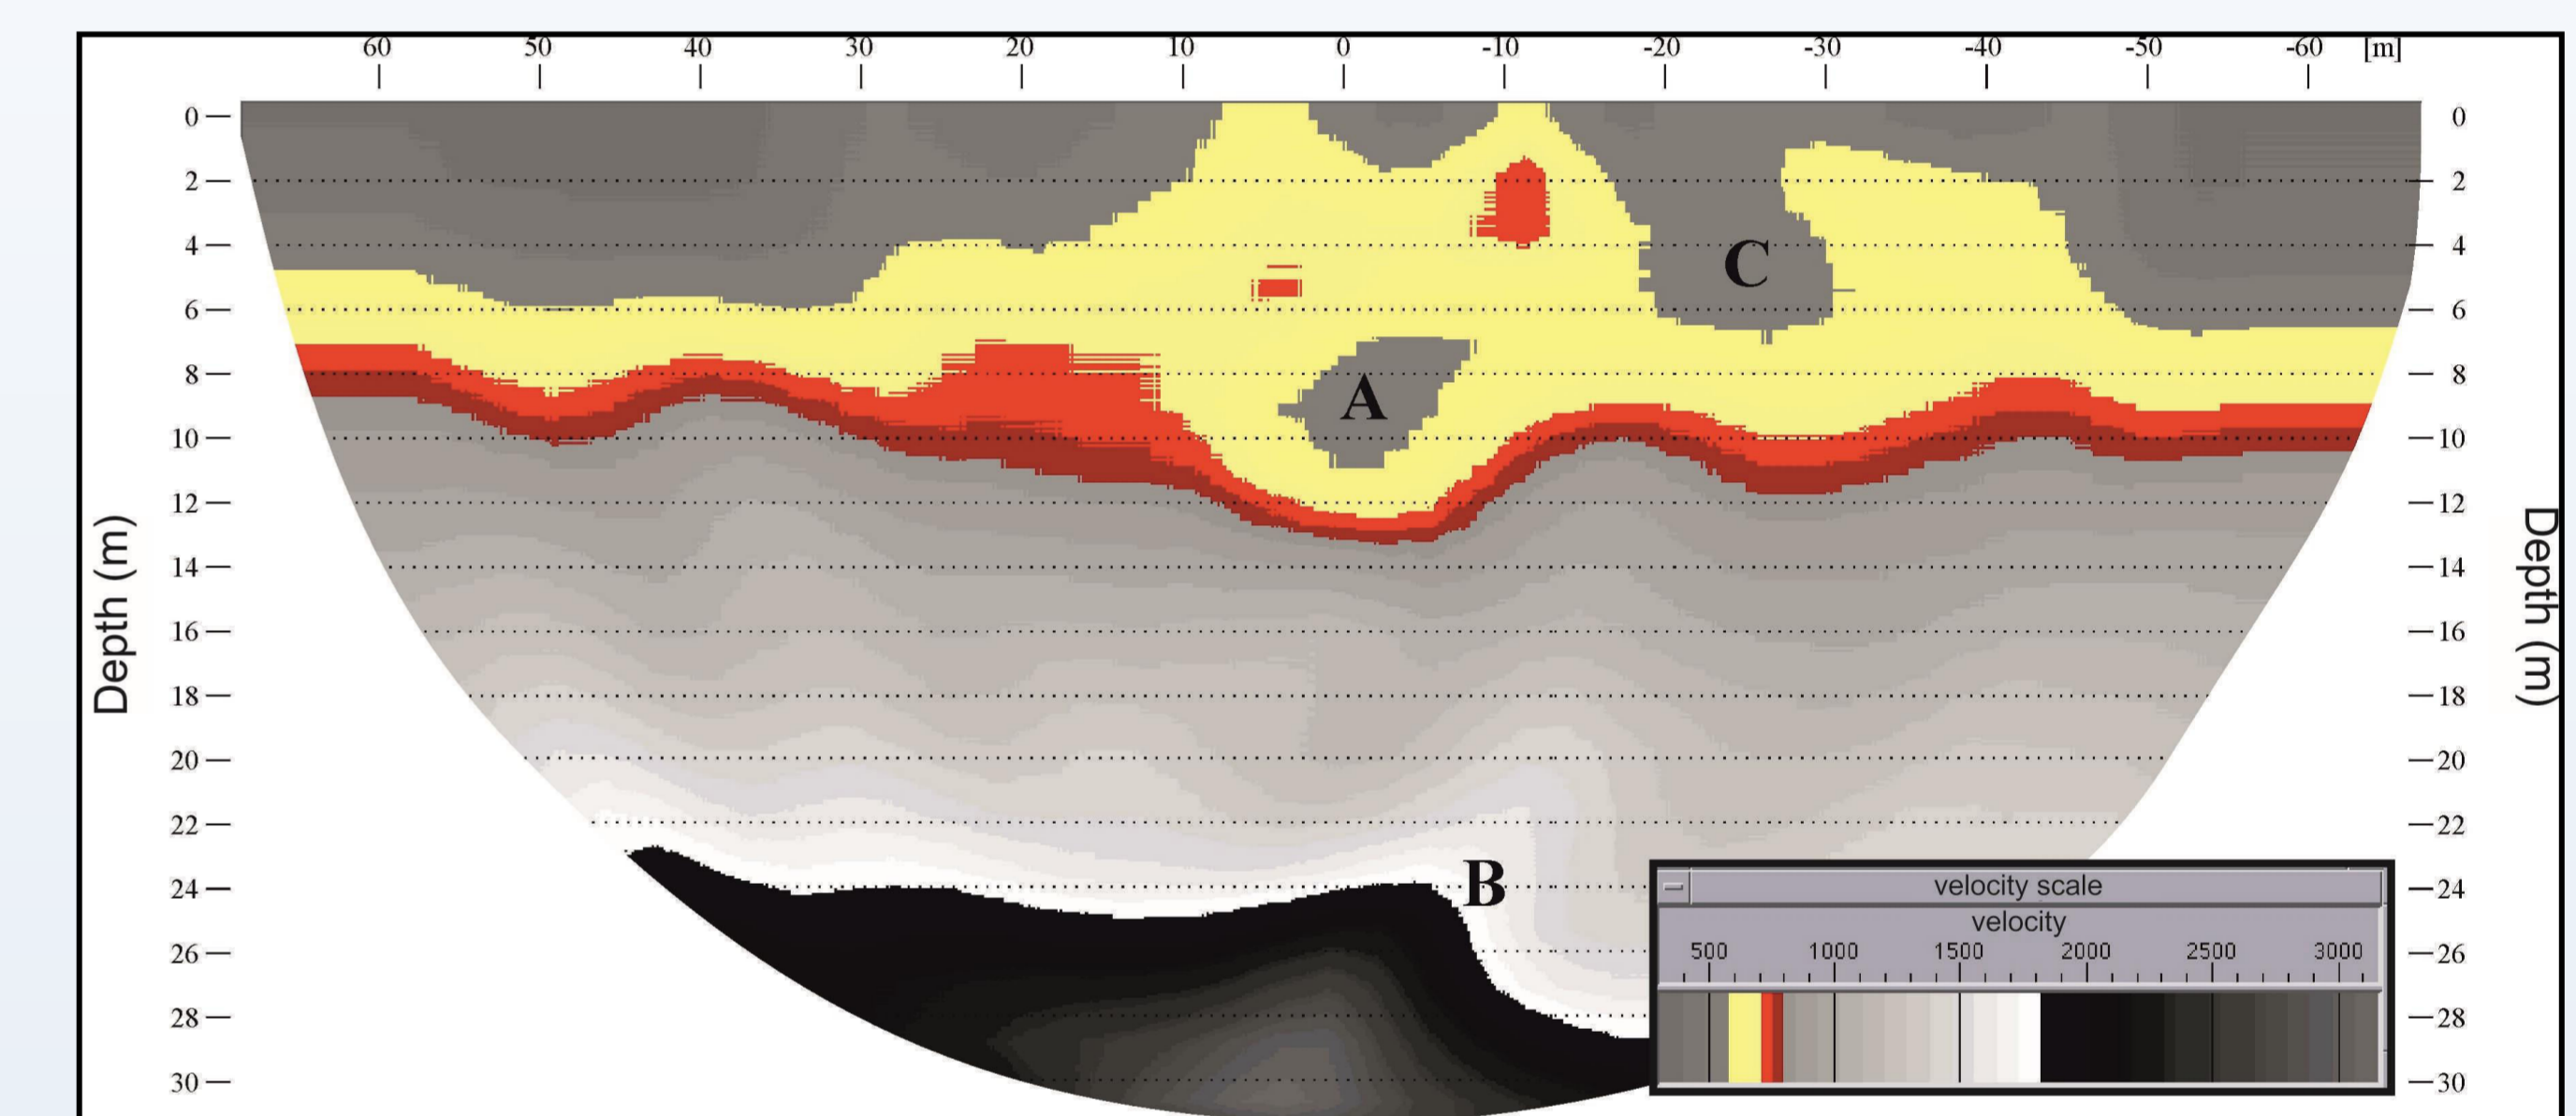 60 50 40 30 20 10 0 -10 -20 -30 -40 -50 -60 [m]
0 0
2 2
4 C 4
6 6
8 A 8
10 10
12 12
Depth (m) 14 14 Depth (m)
16 16
18 18
20 20
22 22
24 B 24
velocity scale
velocity
26 500 1000 1500 2000 2500 3000 26
28 28
30 30